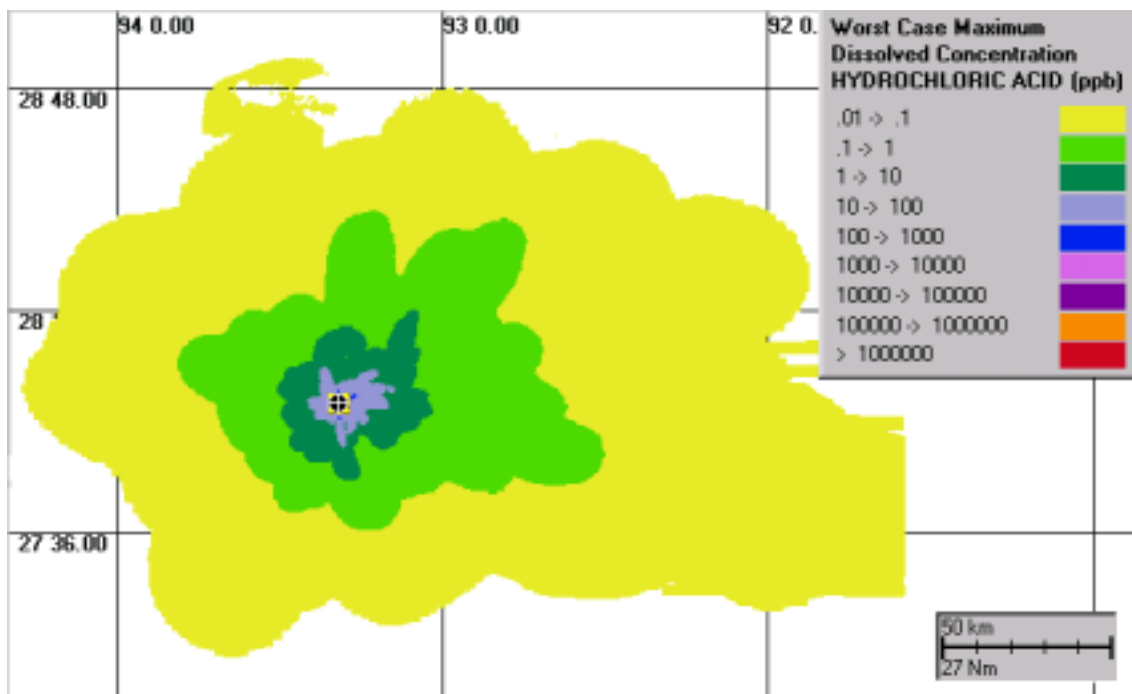 94 0.00
93 0.00
92 0.
Worst Case Maximum
Dissolved Concentration
HYDROCHLORIC ACID (ppb)
.01 -> .1
.1 -> 1
1 -> 10
10 -> 100
100 -> 1000
1000 -> 10000
10000 -> 100000
100000 -> 1000000
> 1000000
28 48.00
28
27 36.00
50 km
27 Nm